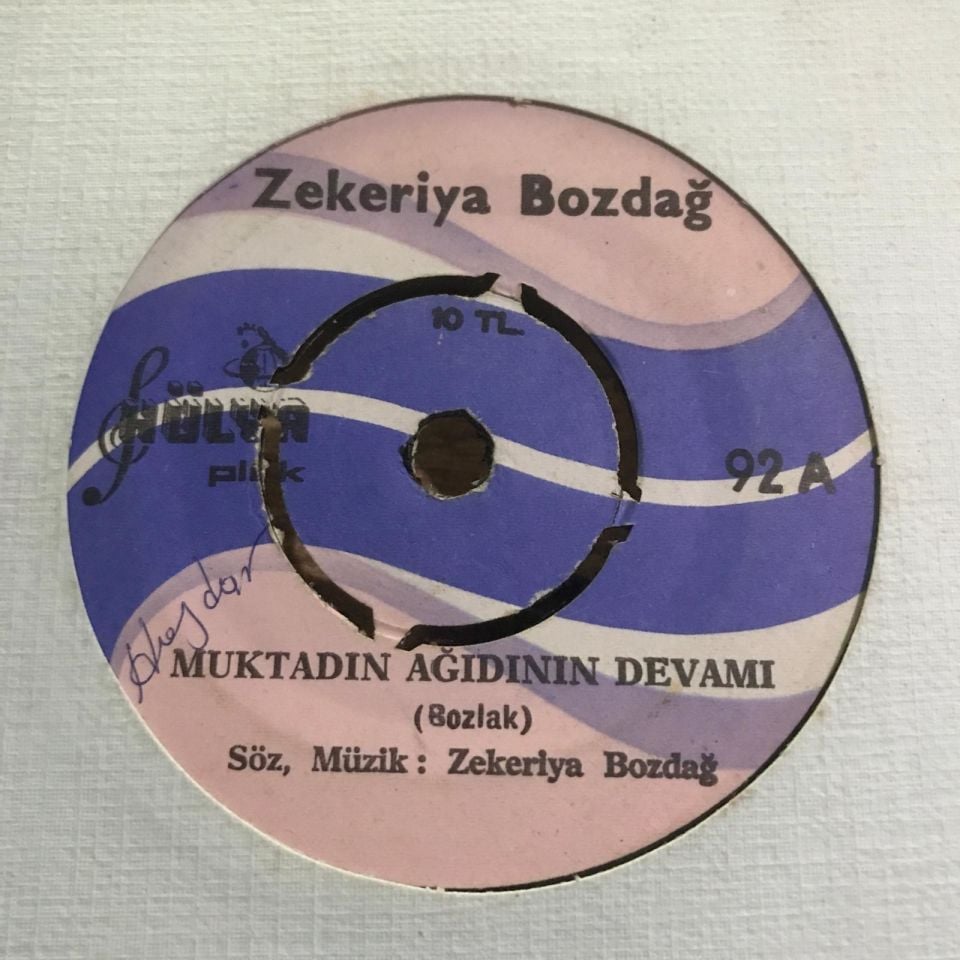 Zekeriya Bozdağ
10 TL.
HÜLYA
plak
92 A
MUKTADIN AĞIDININ DEVAMI
(Bozlak)
Söz, Müzik : Zekeriya Bozdağ